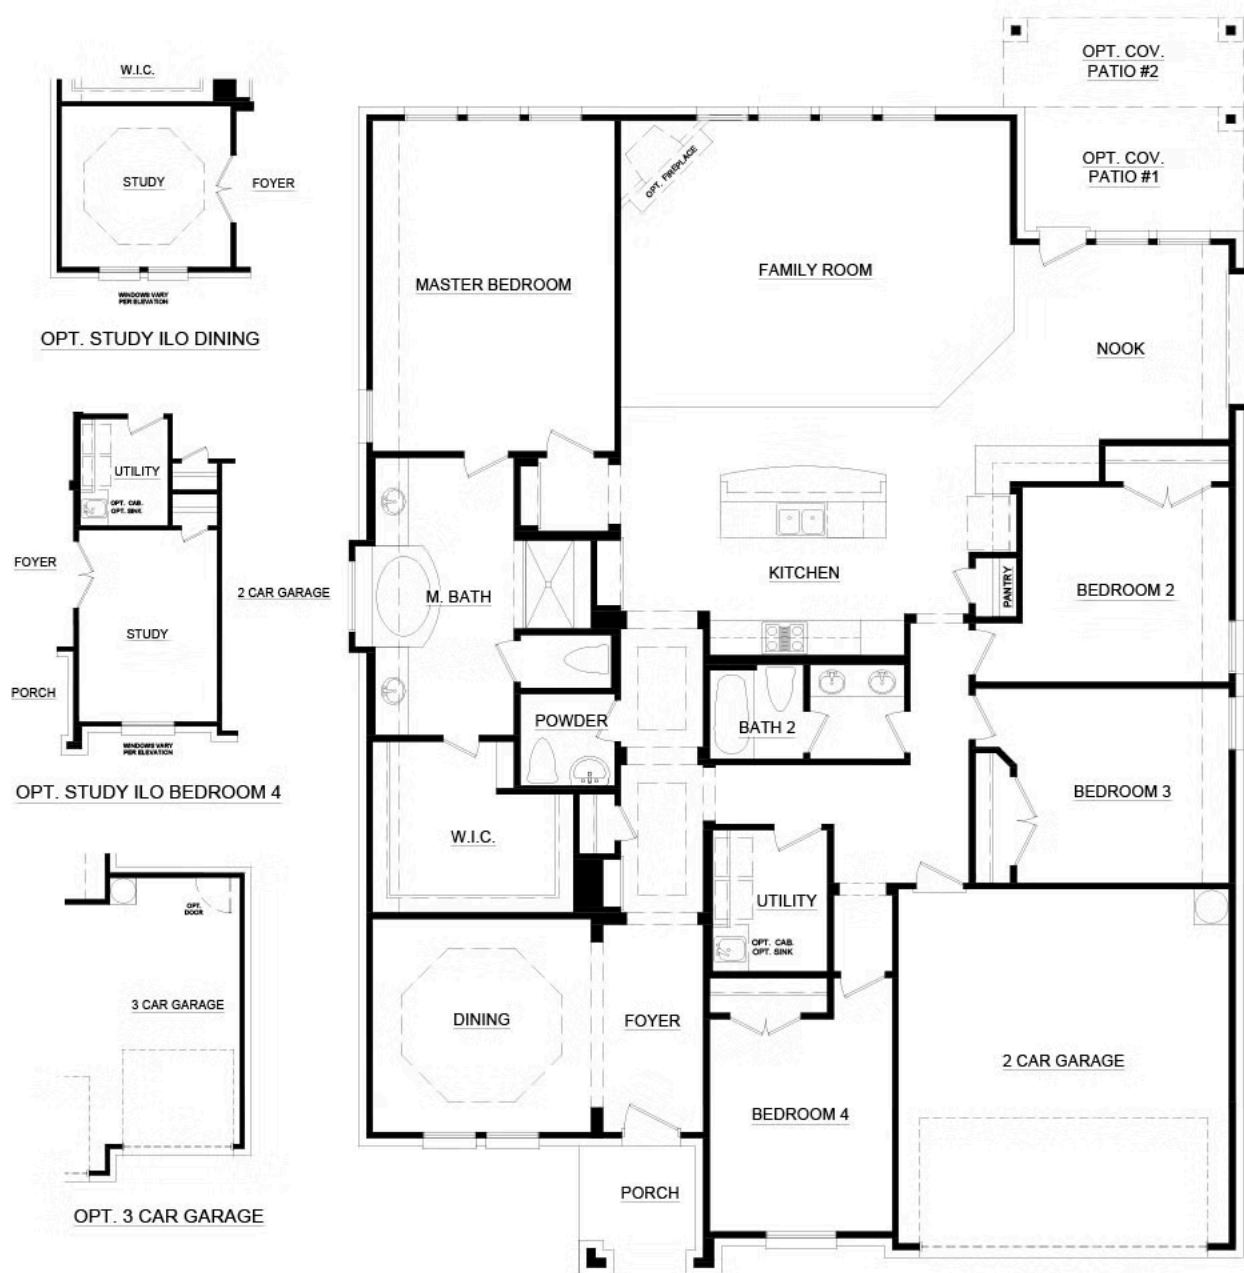 W.I.C.
STUDY
FOYER
WINDOWS VARY
PER ELEVATION
OPT. STUDY ILO DINING
UTILITY
OPT. CAB.
OPT. SINK
FOYER
2 CAR GARAGE
STUDY
PORCH
WINDOWS VARY
PER ELEVATION
OPT. STUDY ILO BEDROOM 4
OPT.
DOOR
3 CAR GARAGE
OPT. 3 CAR GARAGE
OPT. COV.
PATIO #2
OPT. COV.
PATIO #1
OPT. FIREPLACE
MASTER BEDROOM
FAMILY ROOM
NOOK
KITCHEN
M. BATH
PANTRY
BEDROOM 2
POWDER
BATH 2
BEDROOM 3
W.I.C.
UTILITY
OPT. CAB.
OPT. SINK
DINING
FOYER
2 CAR GARAGE
BEDROOM 4
PORCH